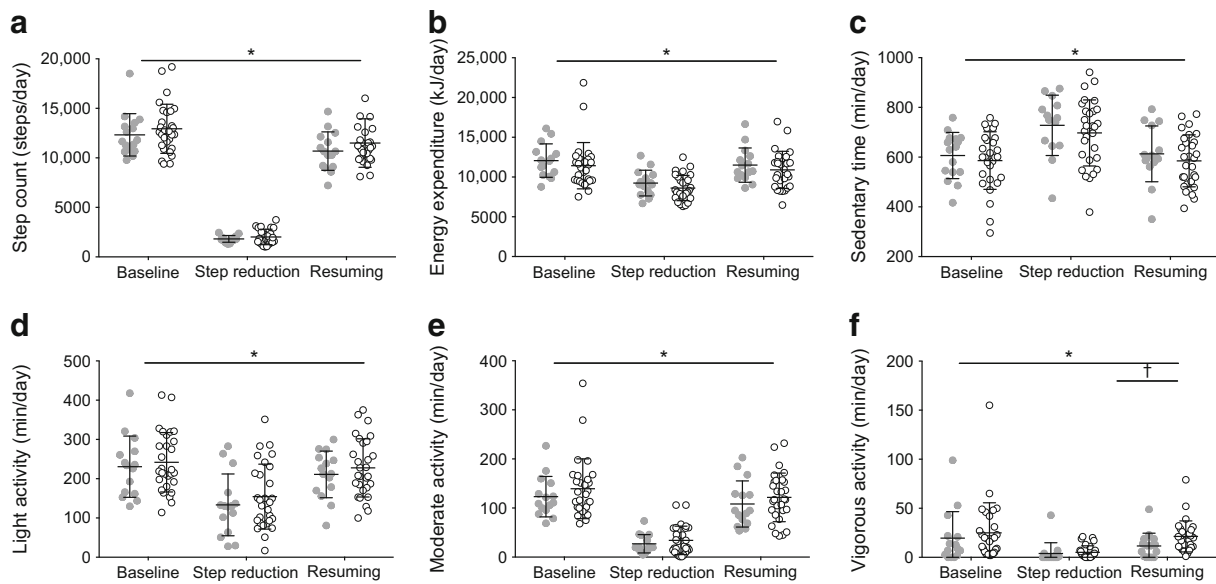 a
*
20,000
15,000
10,000
5000
0
Step count (steps/day)
Baseline
Step reduction
Resuming
b
*
25,000
20,000
15,000
10,000
5,000
0
Energy expenditure (kJ/day)
Baseline
Step reduction
Resuming
c
*
1000
800
600
400
200
Sedentary time (min/day)
Baseline
Step reduction
Resuming
d
*
500
400
300
200
100
0
Light activity (min/day)
Baseline
Step reduction
Resuming
e
*
400
300
200
100
0
Moderate activity (min/day)
Baseline
Step reduction
Resuming
f
*
†
200
150
100
50
0
Vigorous activity (min/day)
Baseline
Step reduction
Resuming